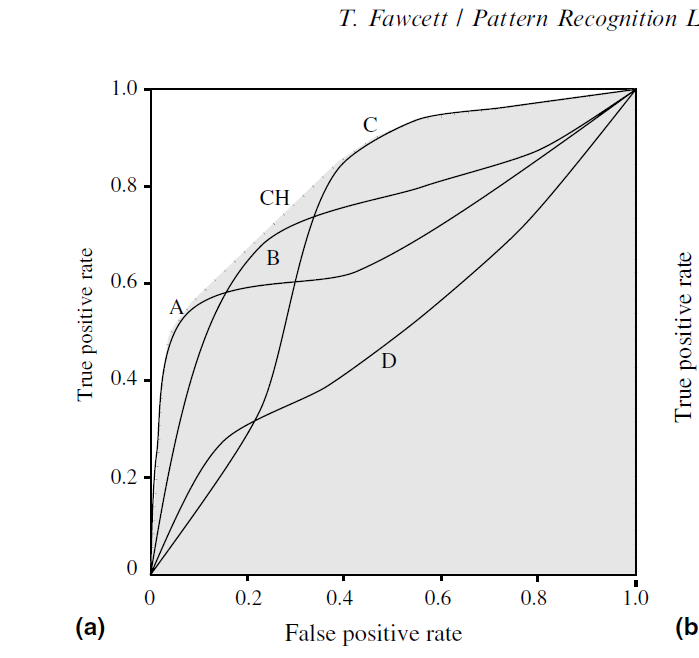 T. Fawcett / Pattern Recognition L
1.0
0.8
0.6
0.4
0.2
0
True positive rate
C
CH
B
A
D
0
0.2
0.4
0.6
0.8
1.0
False positive rate
(a)
True positive rate
(b